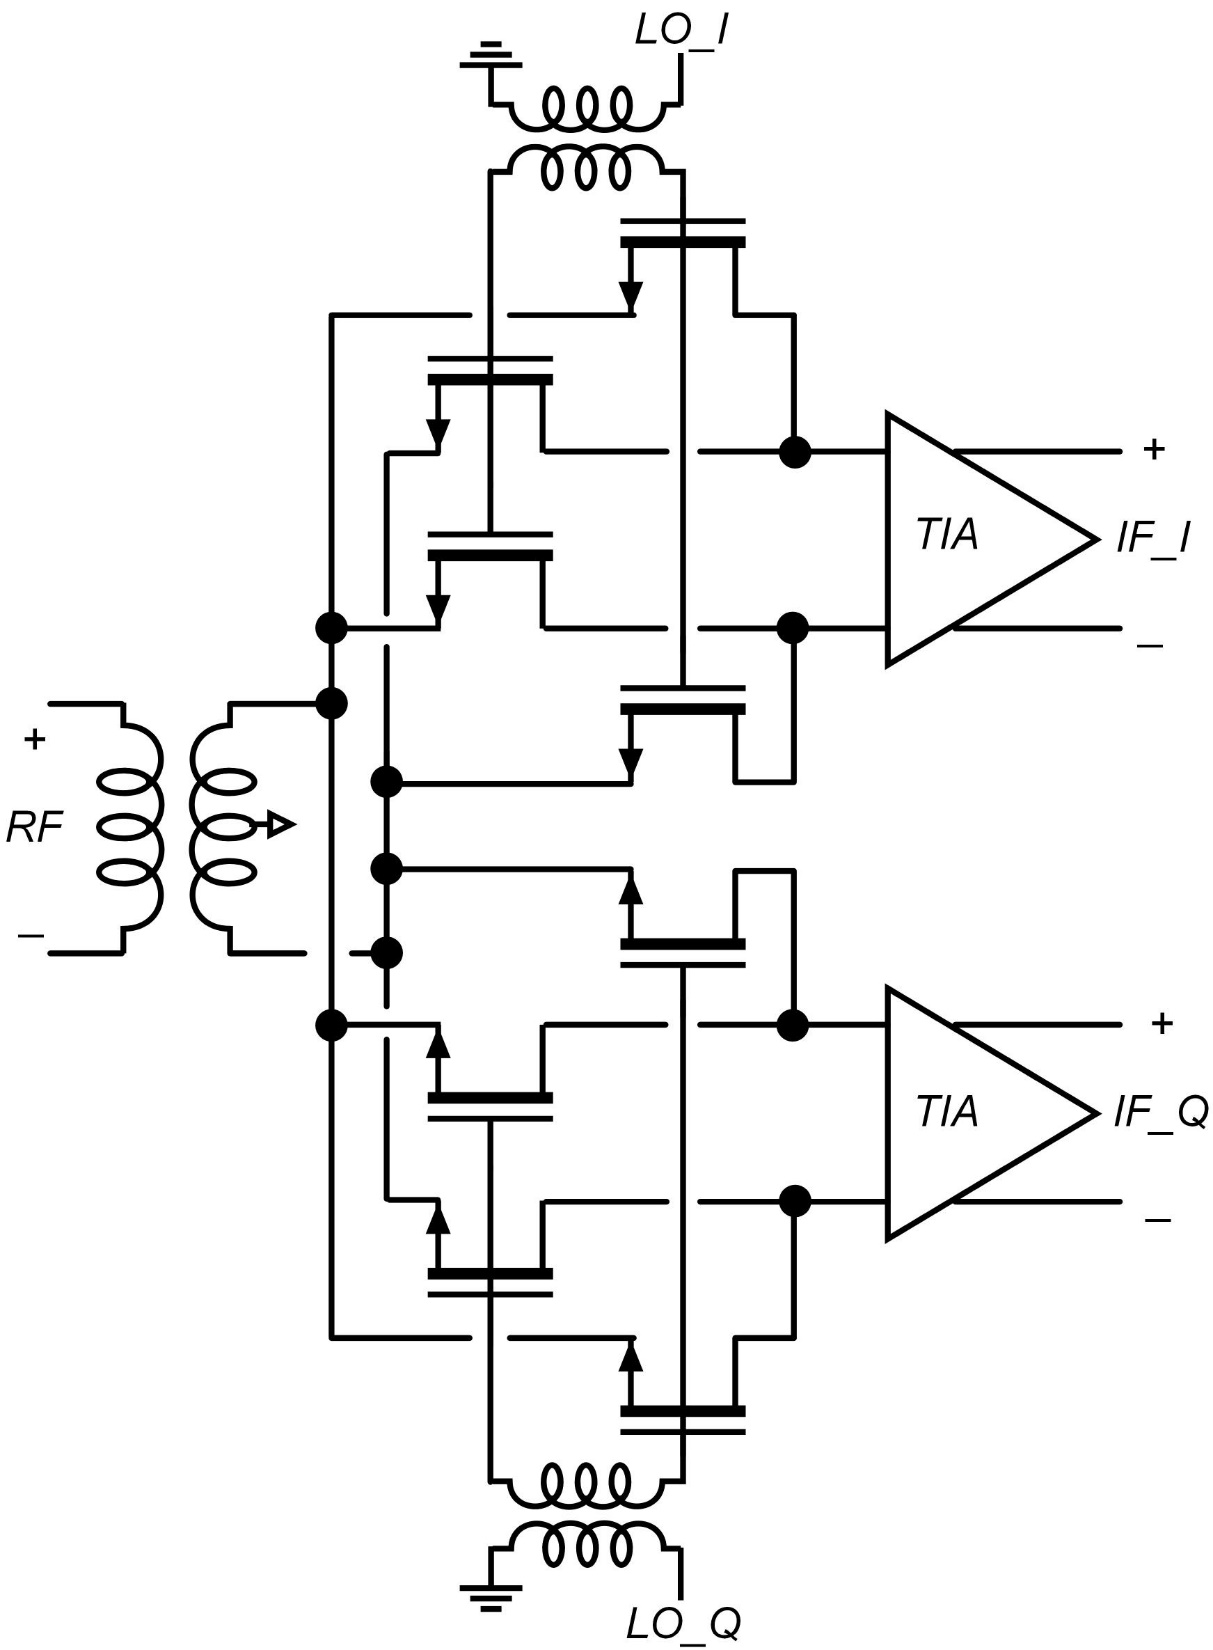 LO_I
+
TIA
IF_I
−
+
RF
−
+
TIA
IF_Q
−
LO_Q